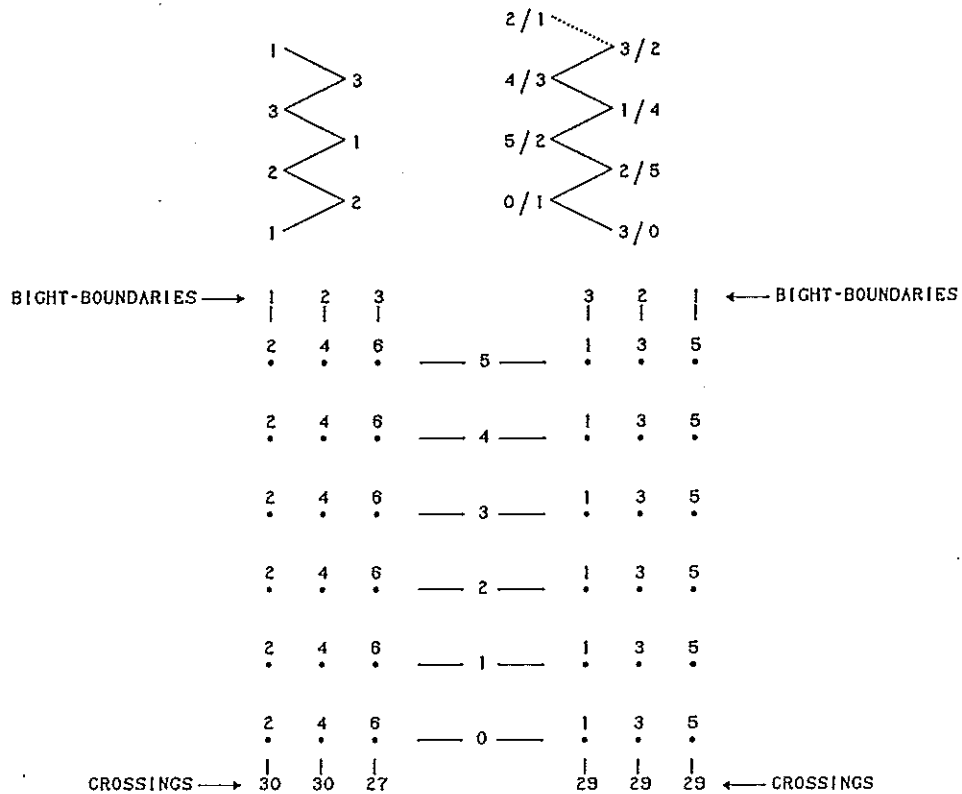 2/1
1 3/2
3 4/3
3 1/4
1 5/2
2 2/5
2 0/1
1 3/0
BIGHT-BOUNDARIES 1 2 3 3 2 1 BIGHT-BOUNDARIES
2 4 6 5 1 3 5
2 4 6 4 1 3 5
2 4 6 3 1 3 5
2 4 6 2 1 3 5
2 4 6 1 1 3 5
2 4 6 0 1 3 5
CROSSINGS 30 30 27 29 29 29 CROSSINGS